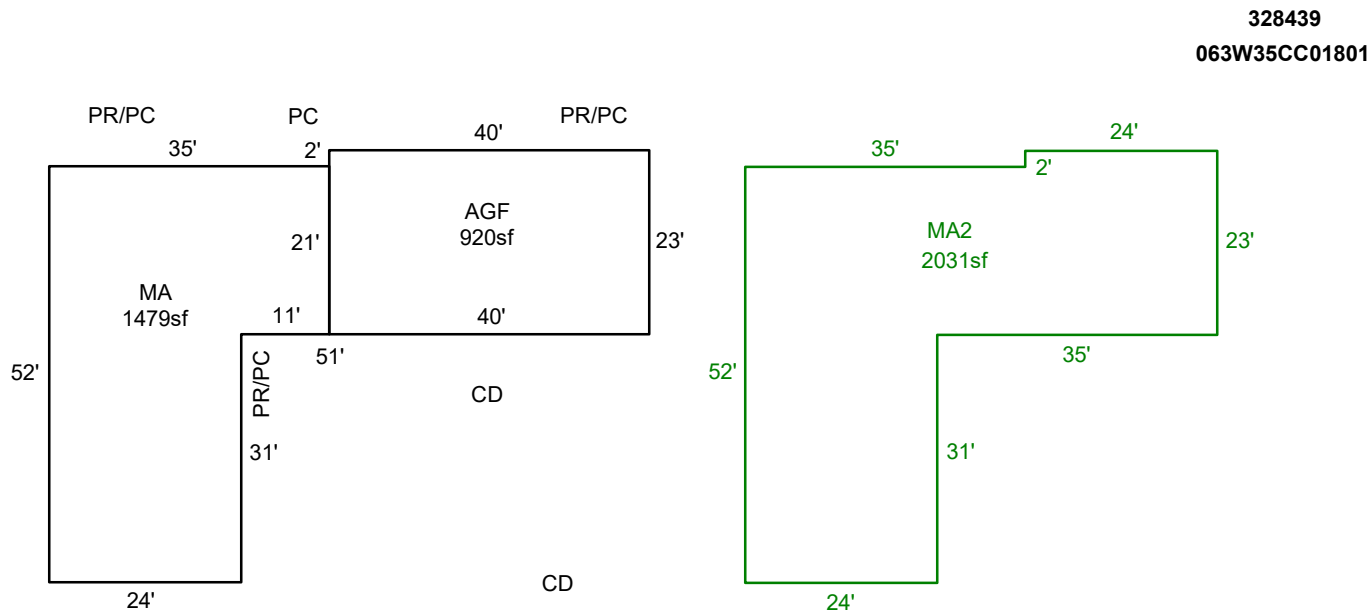 328439
063W35CC01801
PR/PC
PC
40'
PR/PC
35'
2'
AGF
920sf
21'
23'
MA
1479sf
11'
40'
51'
52'
PR/PC
CD
31'
CD
24'
24'
35'
2'
MA2
2031sf
23'
35'
52'
31'
24'